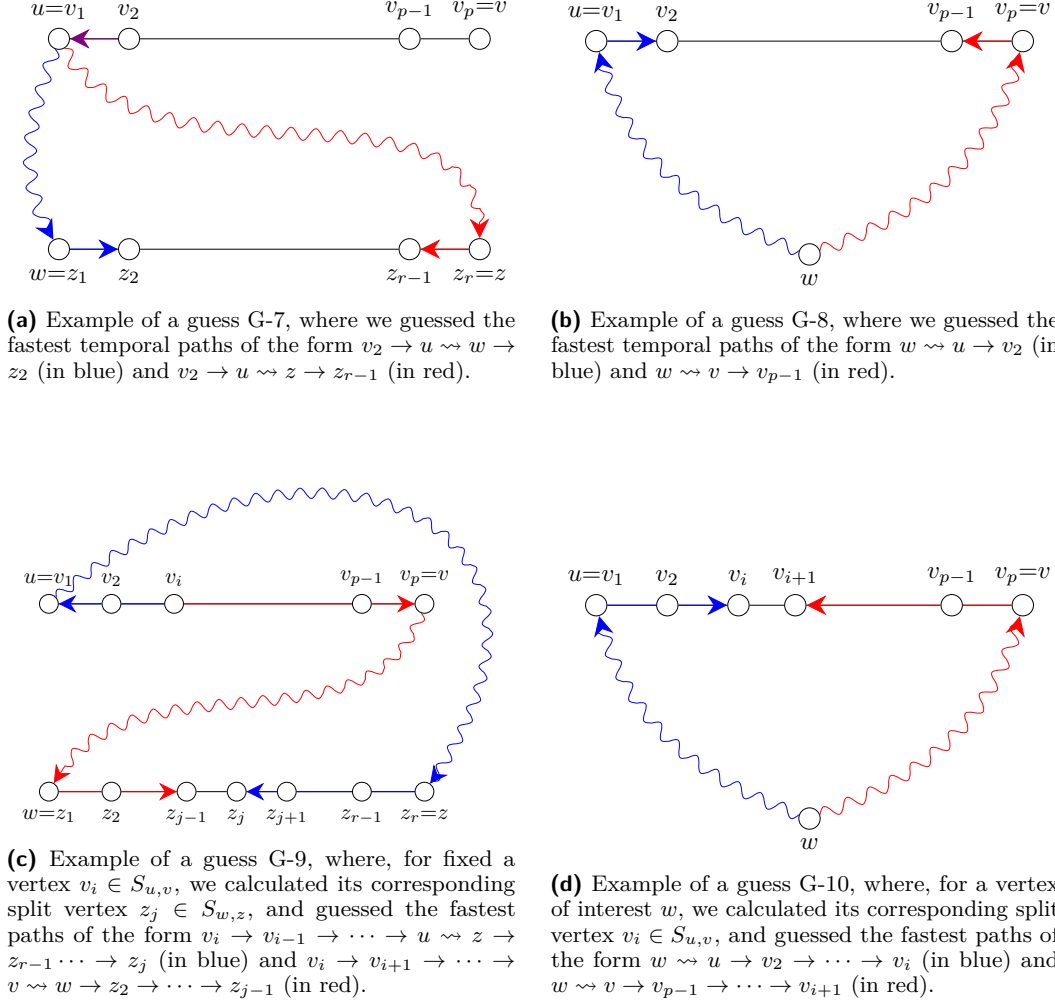 u=v₁ v₂ vₚ₋₁ vₚ=v
w=z₁ z₂ zᵣ₋₁ zᵣ=z
(a) Example of a guess G-7, where we guessed the
fastest temporal paths of the form v₂ → u ⇝ w →
z₂ (in blue) and v₂ → u ⇝ z → zᵣ₋₁ (in red).
u=v₁ v₂ vₚ₋₁ vₚ=v
w
(b) Example of a guess G-8, where we guessed the
fastest temporal paths of the form w ⇝ u → v₂ (in
blue) and w ⇝ v → vₚ₋₁ (in red).
u=v₁ v₂ vᵢ vₚ₋₁ vₚ=v
w=z₁ z₂ zⱼ₋₁ zⱼ zⱼ₊₁ zᵣ₋₁ zᵣ=z
(c) Example of a guess G-9, where, for fixed a
vertex vᵢ ∈ S_{u,v}, we calculated its corresponding
split vertex zⱼ ∈ S_{w,z}, and guessed the fastest
paths of the form vᵢ → vᵢ₋₁ → ⋯ → u ⇝ z →
zᵣ₋₁ ⋯ → zⱼ (in blue) and vᵢ → vᵢ₊₁ → ⋯ →
v ⇝ w → z₂ → ⋯ → zⱼ₋₁ (in red).
u=v₁ v₂ vᵢ vᵢ₊₁ vₚ₋₁ vₚ=v
w
(d) Example of a guess G-10, where, for a vertex
of interest w, we calculated its corresponding split
vertex vᵢ ∈ S_{u,v}, and guessed the fastest paths of
the form w ⇝ u → v₂ → ⋯ → vᵢ (in blue) and
w ⇝ v → vₚ₋₁ → ⋯ → vᵢ₊₁ (in red).